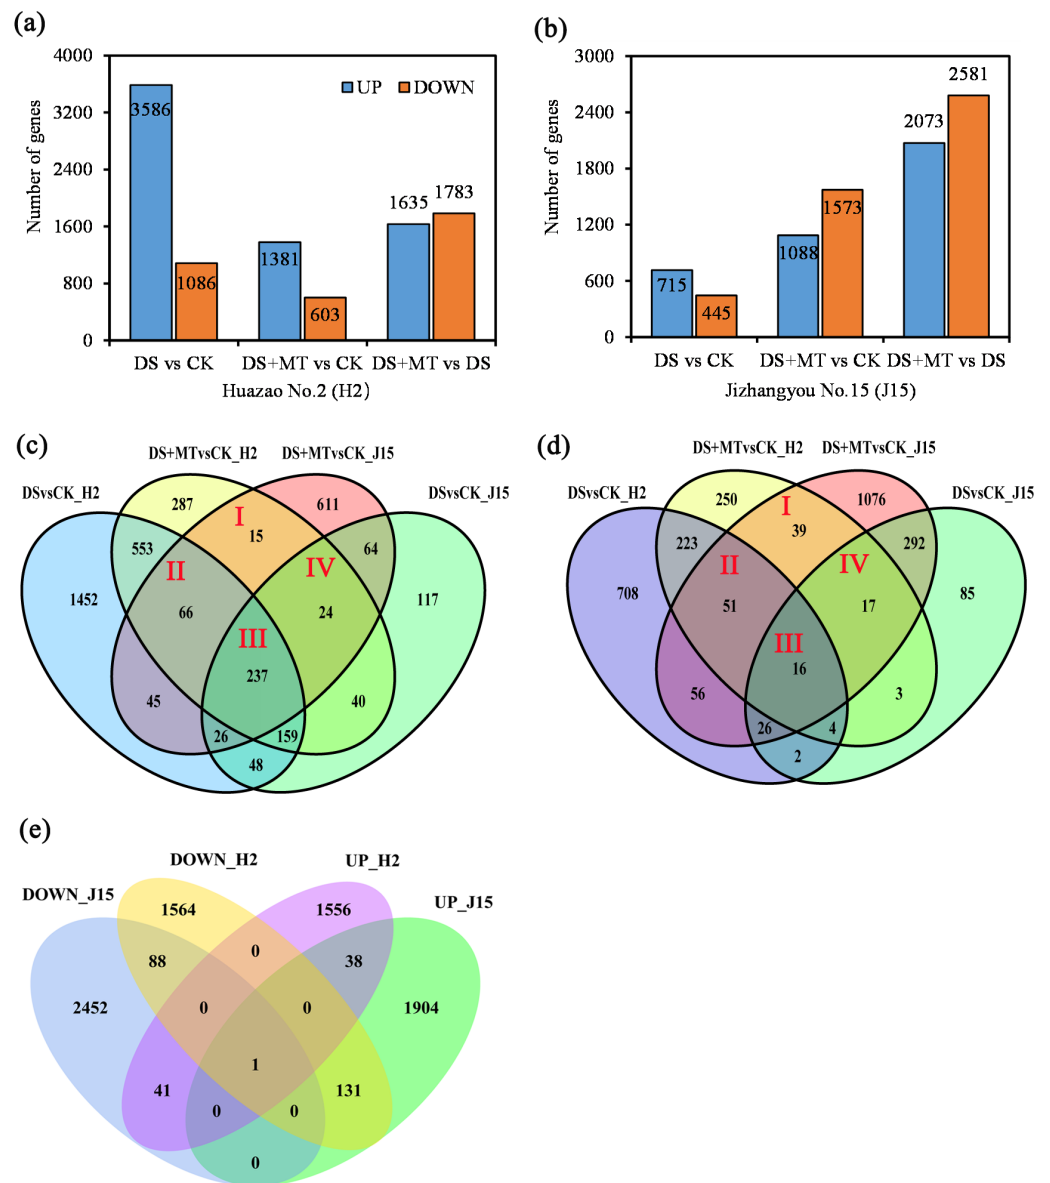 (a)
4000
3200
2400
1600
800
0
Number of genes
UP DOWN
3586
1086
1381
603
1635
1783
DS vs CK DS+MT vs CK DS+MT vs DS
Huazao No.2 (H2)
(b)
3000
2400
1800
1200
600
0
Number of genes
715
445
1088
1573
2073
2581
DS vs CK DS+MT vs CK DS+MT vs DS
Jizhangyou No.15 (J15)
(c)
DS+MTvsCK_H2 DS+MTvsCK_J15
DSvsCK_H2 DSvsCK_J15
287 I 611
15
553 64
II IV
1452 66 24 117
III
237
45 40
26 159
48
(d)
DS+MTvsCK_H2 DS+MTvsCK_J15
DSvsCK_H2 DSvsCK_J15
250 I 1076
39
223 292
II IV
708 51 17 85
III
16
56 3
26 4
2
(e)
DOWN_H2 UP_H2
DOWN_J15 UP_J15
1564 1556
0
88 38
2452 0 0 1904
1
41 131
0 0
0